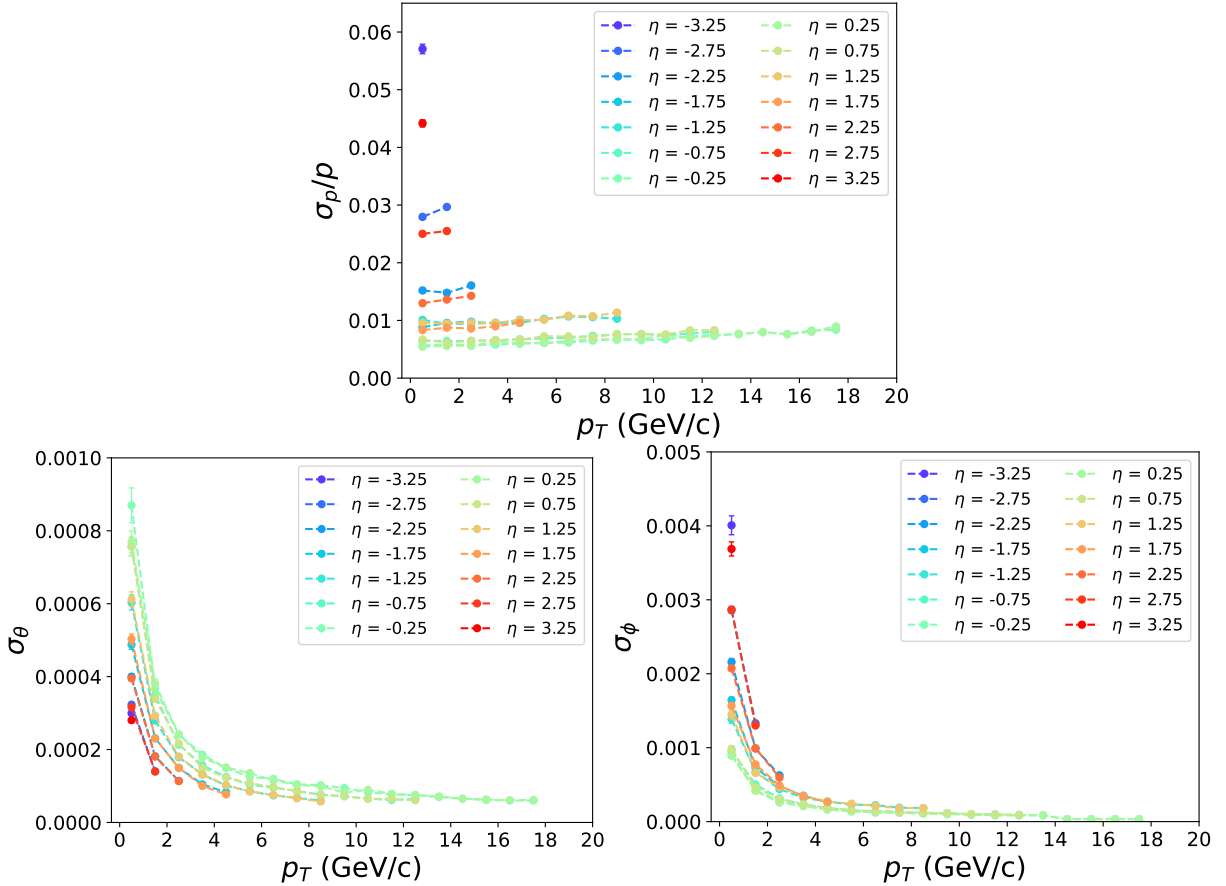 0.06
0.05
0.04
0.03
0.02
0.01
0.00
σp/p
0 2 4 6 8 10 12 14 16 18 20
pT (GeV/c)
η = -3.25 η = 0.25
η = -2.75 η = 0.75
η = -2.25 η = 1.25
η = -1.75 η = 1.75
η = -1.25 η = 2.25
η = -0.75 η = 2.75
η = -0.25 η = 3.25
0.0010
0.0008
0.0006
0.0004
0.0002
0.0000
σθ
0 2 4 6 8 10 12 14 16 18 20
pT (GeV/c)
η = -3.25 η = 0.25
η = -2.75 η = 0.75
η = -2.25 η = 1.25
η = -1.75 η = 1.75
η = -1.25 η = 2.25
η = -0.75 η = 2.75
η = -0.25 η = 3.25
0.005
0.004
0.003
0.002
0.001
0.000
σϕ
0 2 4 6 8 10 12 14 16 18 20
pT (GeV/c)
η = -3.25 η = 0.25
η = -2.75 η = 0.75
η = -2.25 η = 1.25
η = -1.75 η = 1.75
η = -1.25 η = 2.25
η = -0.75 η = 2.75
η = -0.25 η = 3.25